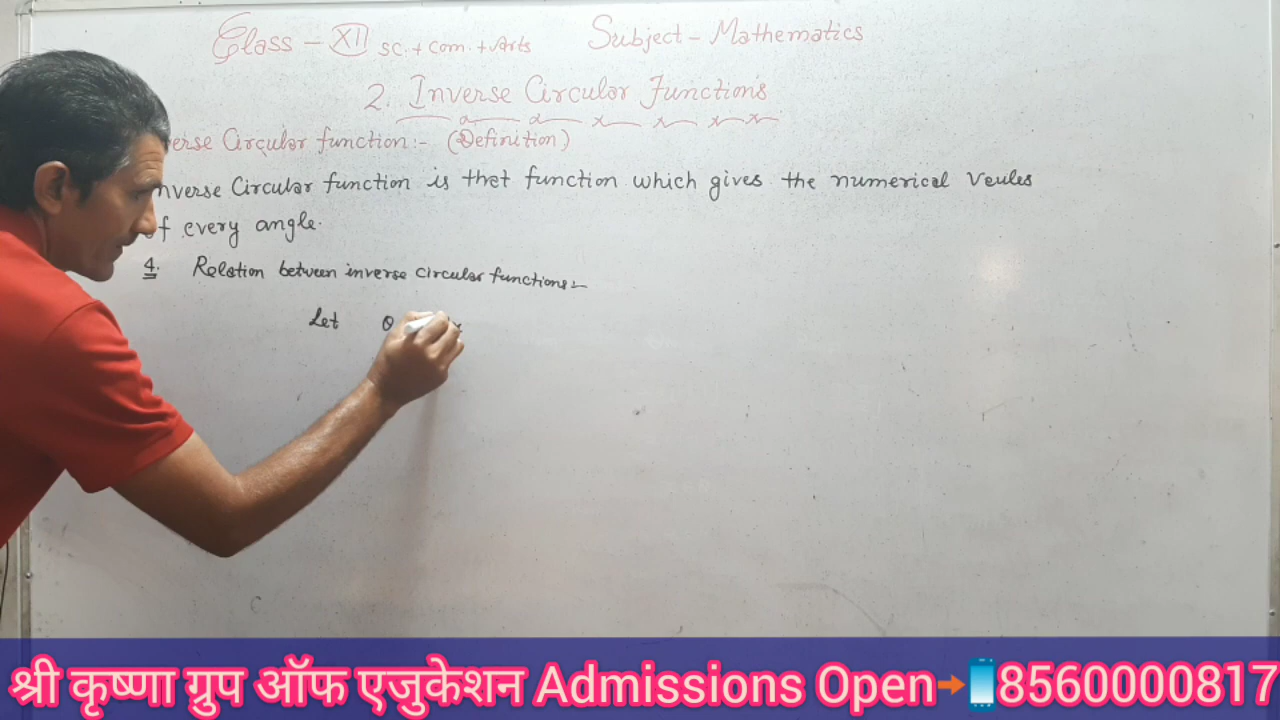 Class - XII sc. + Com. + Arts Subject - Mathematics
2. Inverse Circular Functions
verse Circular function :- (Definition)
nverse Circular function is that function which gives the numerical Veules
of every angle.
4. Relation between inverse circular functions :-
Let θ x
श्री कृष्णा ग्रुप ऑफ एजुकेशन Admissions Open 8560000817